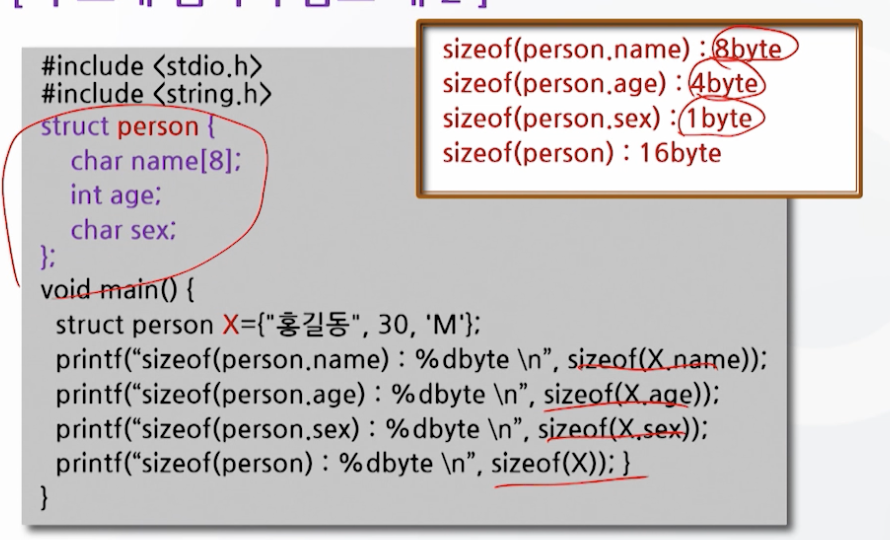 #include <stdio.h>
#include <string.h>
struct person {
char name[8];
int age;
char sex;
};
void main() {
struct person X={"홍길동", 30, 'M'};
printf(“sizeof(person.name) : %dbyte \n”, sizeof(X.name));
printf(“sizeof(person.age) : %dbyte \n”, sizeof(X.age));
printf(“sizeof(person.sex) : %dbyte \n”, sizeof(X.sex));
printf(“sizeof(person) : %dbyte \n”, sizeof(X)); }
}
sizeof(person.name) : 8byte
sizeof(person.age) : 4byte
sizeof(person.sex) : 1byte
sizeof(person) : 16byte